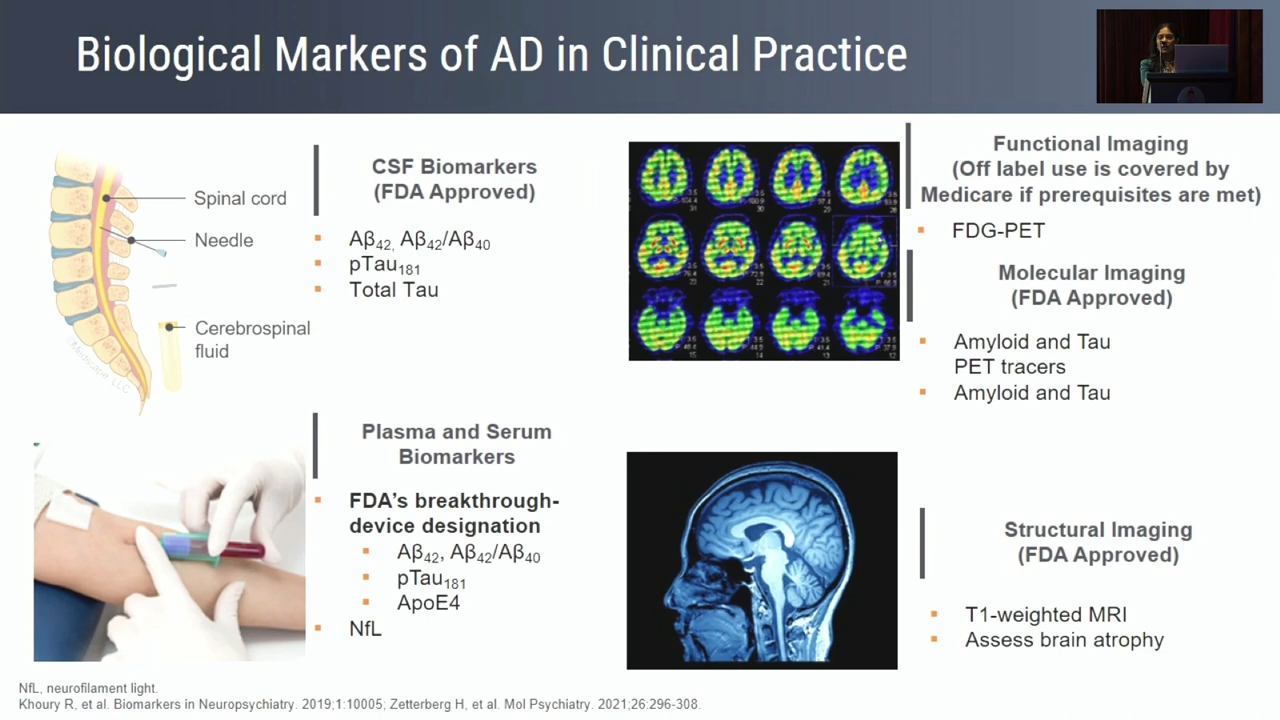 Biological Markers of AD in Clinical Practice
Spinal cord
Needle
Cerebrospinal
fluid
©Medscape, LLC
CSF Biomarkers
(FDA Approved)
Aβ42, Aβ42/Aβ40
pTau181
Total Tau
Plasma and Serum
Biomarkers
FDA’s breakthrough-
device designation
Aβ42, Aβ42/Aβ40
pTau181
ApoE4
NfL
Functional Imaging
(Off label use is covered by
Medicare if prerequisites are met)
FDG-PET
Molecular Imaging
(FDA Approved)
Amyloid and Tau
PET tracers
Amyloid and Tau
Structural Imaging
(FDA Approved)
T1-weighted MRI
Assess brain atrophy
NfL, neurofilament light.
Khoury R, et al. Biomarkers in Neuropsychiatry. 2019;1:10005; Zetterberg H, et al. Mol Psychiatry. 2021;26:296-308.